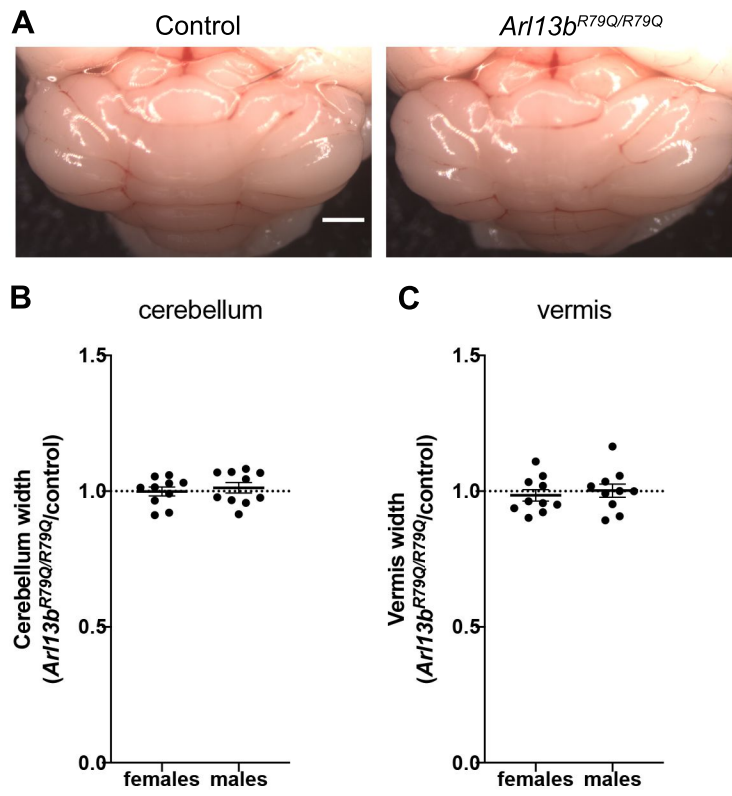 A
Control
Arl13b^R79Q/R79Q
B
cerebellum
1.5
1.0
0.5
0.0
Cerebellum width
(Arl13b^R79Q/R79Q/control)
females males
C
vermis
1.5
1.0
0.5
0.0
Vermis width
(Arl13b^R79Q/R79Q/control)
females males